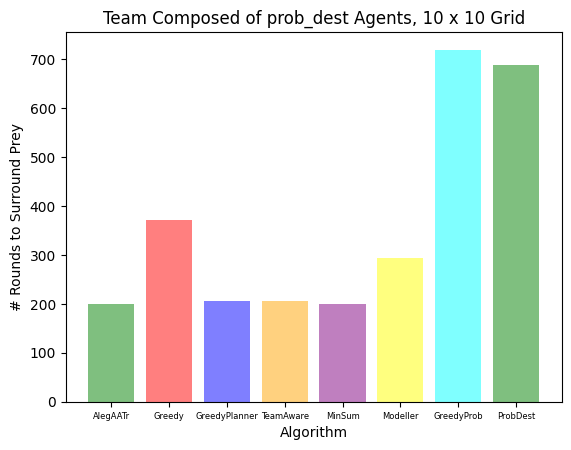 Team Composed of prob_dest Agents, 10 x 10 Grid
# Rounds to Surround Prey
700
600
500
400
300
200
100
0
AlegAATr Greedy GreedyPlanner TeamAware MinSum Modeller GreedyProb ProbDest
Algorithm